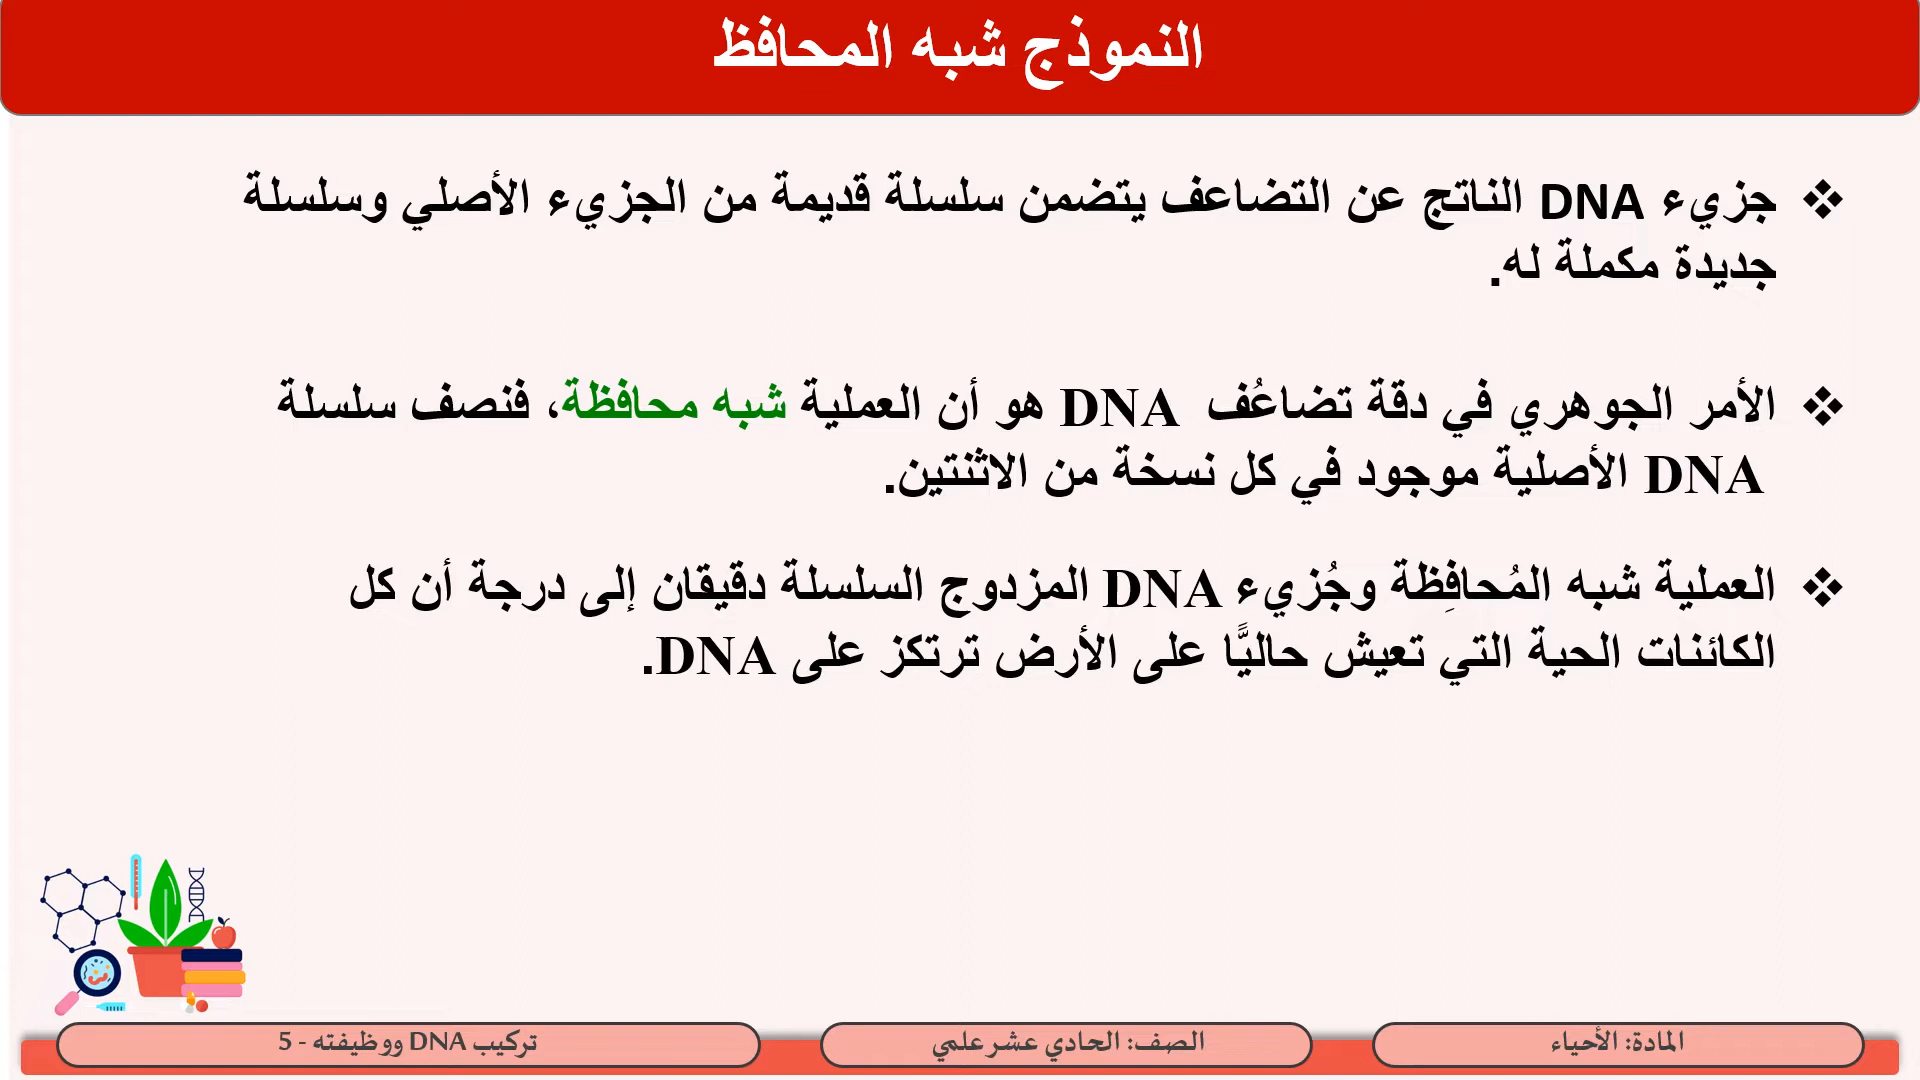 النموذج شبه المحافظ
❖ جزيء DNA الناتج عن التضاعف يتضمن سلسلة قديمة من الجزيء الأصلي وسلسلة
جديدة مكملة له.
❖ الأمر الجوهري في دقة تضاعُف DNA هو أن العملية شبه محافظة، فنصف سلسلة
DNA الأصلية موجود في كل نسخة من الاثنتين.
❖ العملية شبه المُحافِظة وجُزيء DNA المزدوج السلسلة دقيقان إلى درجة أن كل
الكائنات الحية التي تعيش حاليًّا على الأرض ترتكز على DNA.
المادة: الأحياء
الصف: الحادي عشر علمي
تركيب DNA ووظيفته - 5